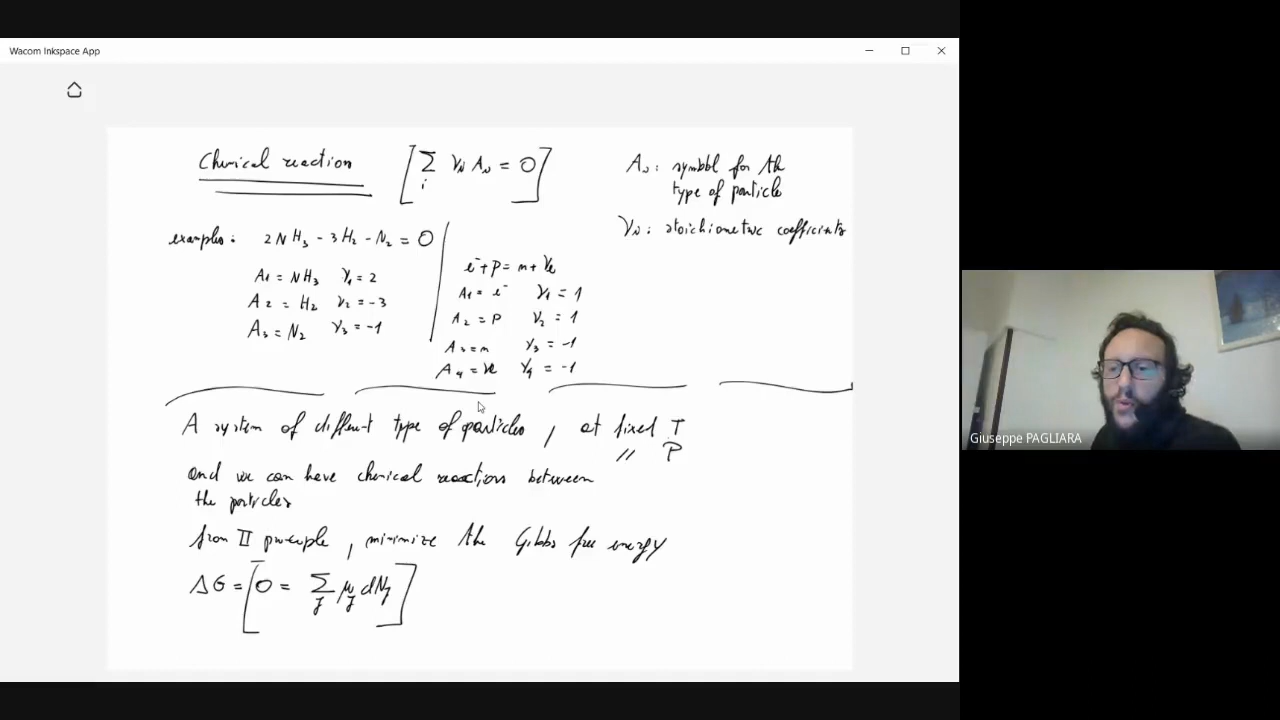 Wacom Inkspace App
Chemical reaction [∑ᵢ νᵢ Aᵢ = 0]
Aᵢ: symbol for the
type of particle
νᵢ: stoichiometric coefficients
examples: 2NH₃ - 3H₂ - N₂ = 0
A₁ = NH₃ ν₁ = 2
A₂ = H₂ ν₂ = -3
A₃ = N₂ ν₃ = -1
e⁻ + p = n + νe
A₁ = e⁻ ν₁ = 1
A₂ = p ν₂ = 1
A₃ = n ν₃ = -1
A₄ = νe ν₄ = -1
A system of different type of particles, at fixed T
" P
and we can have chemical reactions between
the particles
from II principle, minimize the Gibbs free energy
ΔG = [0 = ∑ⱼ μⱼ dNⱼ]
Giuseppe PAGLIARA